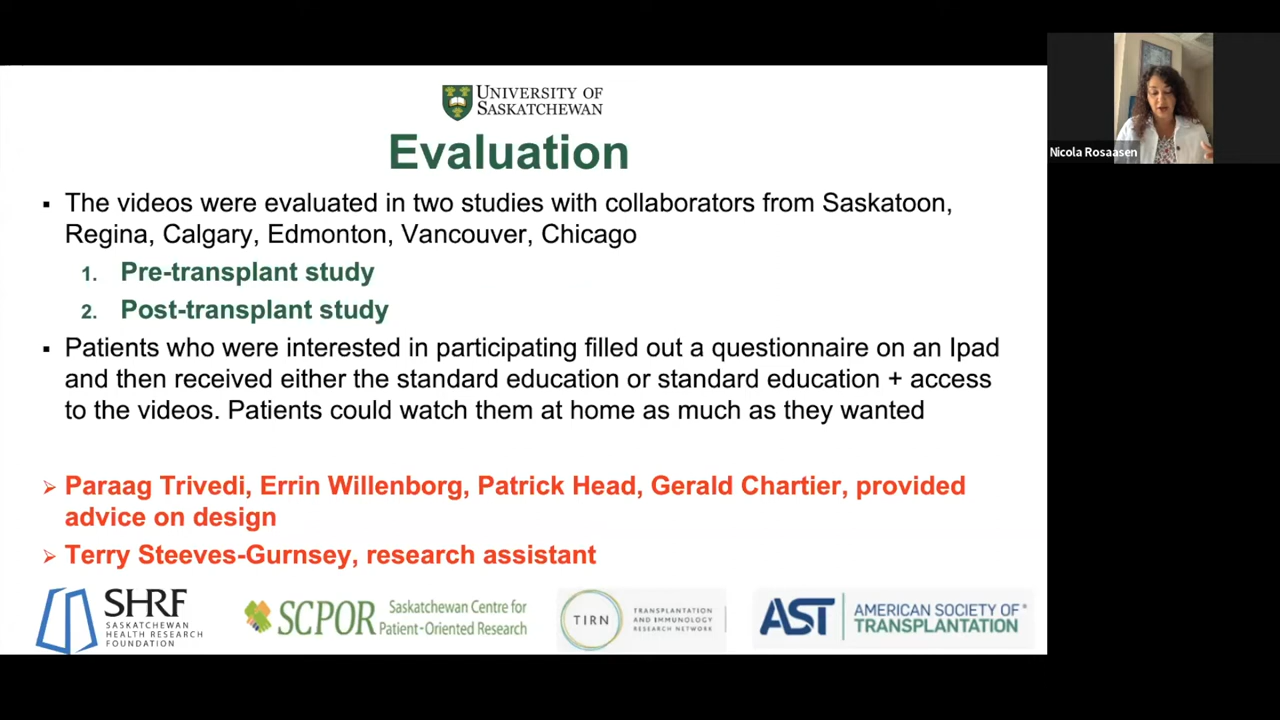 UNIVERSITY OF
SASKATCHEWAN
Evaluation
▪ The videos were evaluated in two studies with collaborators from Saskatoon,
Regina, Calgary, Edmonton, Vancouver, Chicago
1. Pre-transplant study
2. Post-transplant study
▪ Patients who were interested in participating filled out a questionnaire on an Ipad
and then received either the standard education or standard education + access
to the videos. Patients could watch them at home as much as they wanted
➢ Paraag Trivedi, Errin Willenborg, Patrick Head, Gerald Chartier, provided
advice on design
➢ Terry Steeves-Gurnsey, research assistant
SHRF
SASKATCHEWAN
HEALTH RESEARCH
FOUNDATION
SCPOR
Saskatchewan Centre for
Patient-Oriented Research
TIRN
TRANSPLANTATION
AND IMMUNOLOGY
RESEARCH NETWORK
AST
AMERICAN SOCIETY OF®
TRANSPLANTATION
Nicola Rosaasen